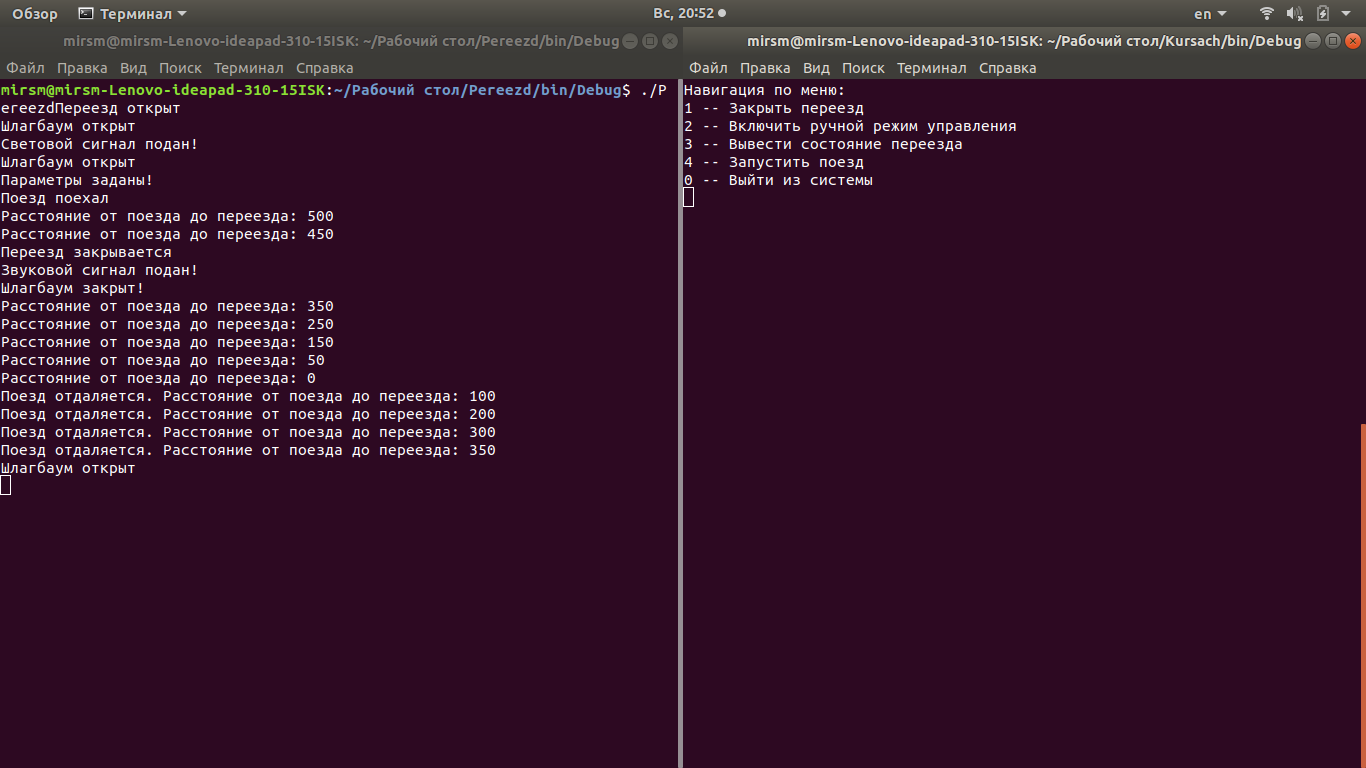 Обзор Терминал Вс, 20:52 en
mirsm@mirsm-Lenovo-ideapad-310-15ISK: ~/Рабочий стол/Pereezd/bin/Debug
Файл Правка Вид Поиск Терминал Справка
mirsm@mirsm-Lenovo-ideapad-310-15ISK:~/Рабочий стол/Pereezd/bin/Debug$ ./P
ereezdПереезд открыт
Шлагбаум открыт
Световой сигнал подан!
Шлагбаум открыт
Параметры заданы!
Поезд поехал
Расстояние от поезда до переезда: 500
Расстояние от поезда до переезда: 450
Переезд закрывается
Звуковой сигнал подан!
Шлагбаум закрыт!
Расстояние от поезда до переезда: 350
Расстояние от поезда до переезда: 250
Расстояние от поезда до переезда: 150
Расстояние от поезда до переезда: 50
Расстояние от поезда до переезда: 0
Поезд отдаляется. Расстояние от поезда до переезда: 100
Поезд отдаляется. Расстояние от поезда до переезда: 200
Поезд отдаляется. Расстояние от поезда до переезда: 300
Поезд отдаляется. Расстояние от поезда до переезда: 350
Шлагбаум открыт
mirsm@mirsm-Lenovo-ideapad-310-15ISK: ~/Рабочий стол/Kursach/bin/Debug
Файл Правка Вид Поиск Терминал Справка
Навигация по меню:
1 -- Закрыть переезд
2 -- Включить ручной режим управления
3 -- Вывести состояние переезда
4 -- Запустить поезд
0 -- Выйти из системы